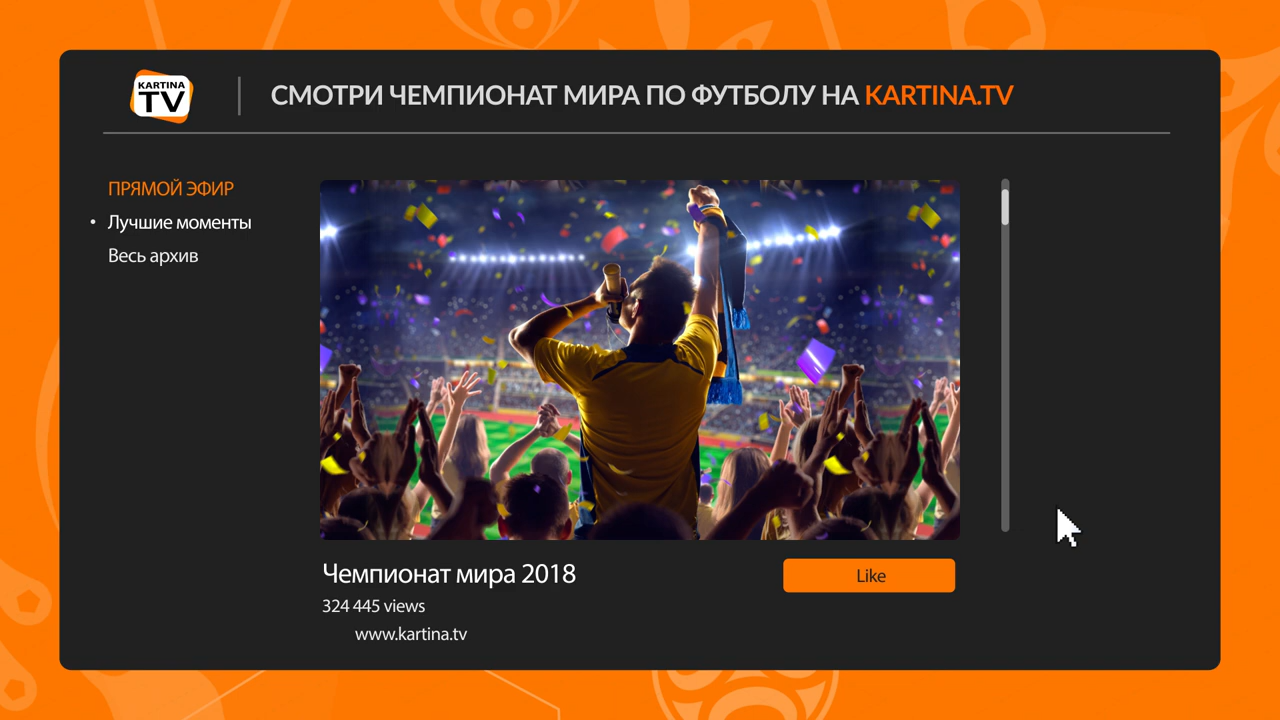 KARTINA
TV
СМОТРИ ЧЕМПИОНАТ МИРА ПО ФУТБОЛУ НА KARTINA.TV
ПРЯМОЙ ЭФИР
• Лучшие моменты
Весь архив
Чемпионат мира 2018
Like
324 445 views
www.kartina.tv